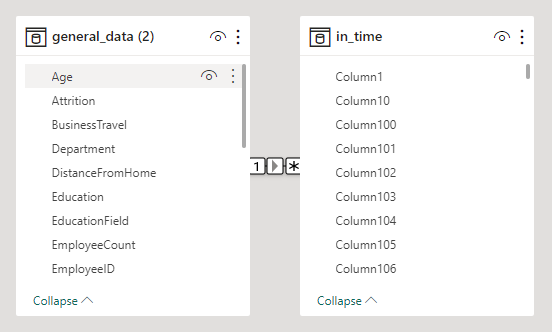 general_data (2)
Age
Attrition
BusinessTravel
Department
DistanceFromHome
Education
EducationField
EmployeeCount
EmployeeID
Collapse
1
*
in_time
Column1
Column10
Column100
Column101
Column102
Column103
Column104
Column105
Column106
Collapse